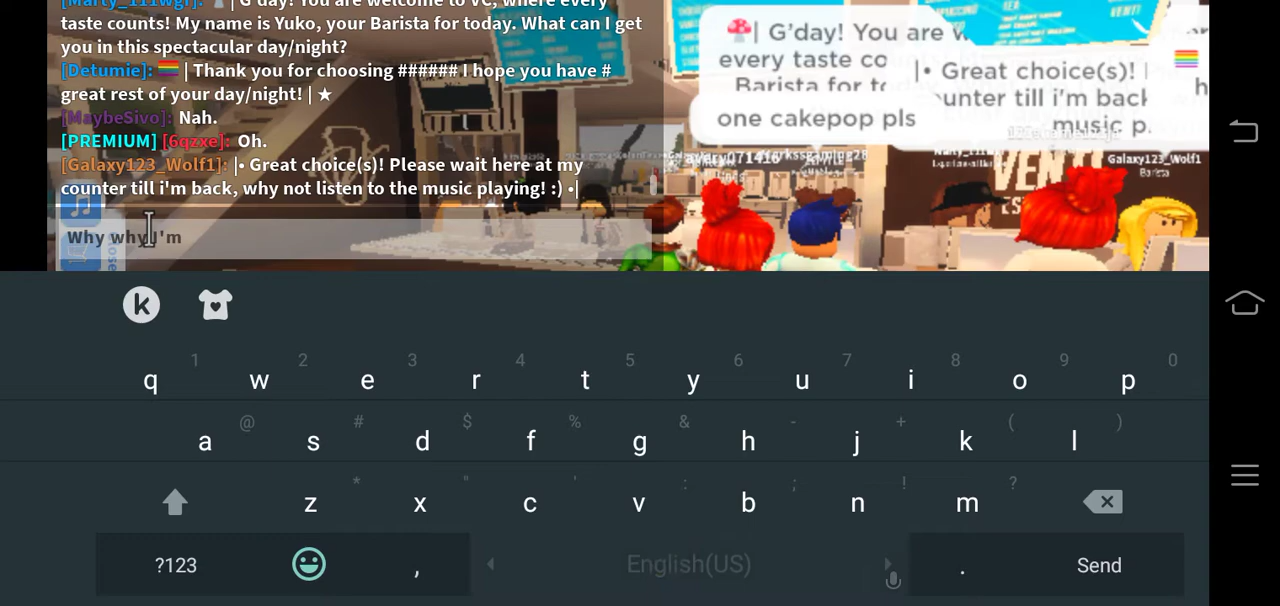 [Marty_111wgr]: | G'day! You are welcome to VC, where every
taste counts! My name is Yuko, your Barista for today. What can I get
you in this spectacular day/night?
[Detumie]: 🏳️‍🌈 | Thank you for choosing ###### I hope you have #
great rest of your day/night! | ★
[MaybeSivo]: Nah.
[PREMIUM] [6qzxe]: Oh.
[Galaxy123_Wolf1]: |• Great choice(s)! Please wait here at my
counter till i'm back, why not listen to the music playing! :) •|
Why why I'm
🍄| G'day! You are w
every taste co
Barista for to
one cakepop pls
|• Great choice(s)!
unter till i'm back
music p
Galaxy123_Wolf1
Barista
VEN
ES
1 2 3 4 5 6 7 8 9 0
q w e r t y u i o p
@ # $ % & - + ( )
a s d f g h j k l
* " ' : ; ! ?
z x c v b n m
?123 , English(US) . Send